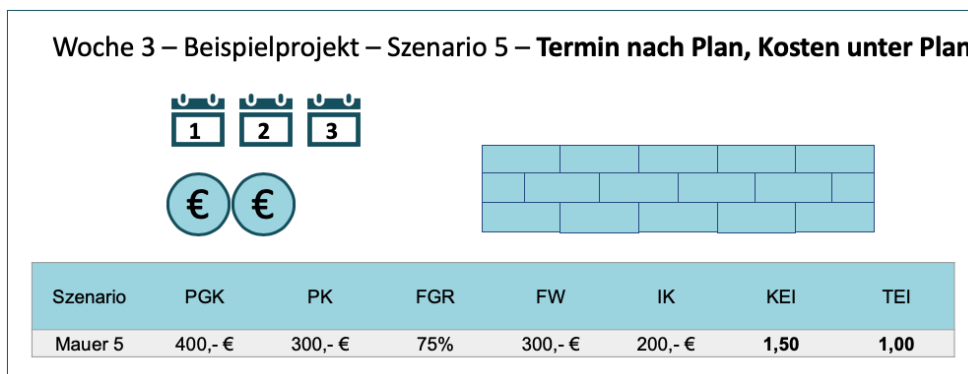 Woche 3 – Beispielprojekt – Szenario 5 – Termin nach Plan, Kosten unter Plan
1 2 3
€ €
Szenario PGK PK FGR FW IK KEI TEI
Mauer 5 400,- € 300,- € 75% 300,- € 200,- € 1,50 1,00